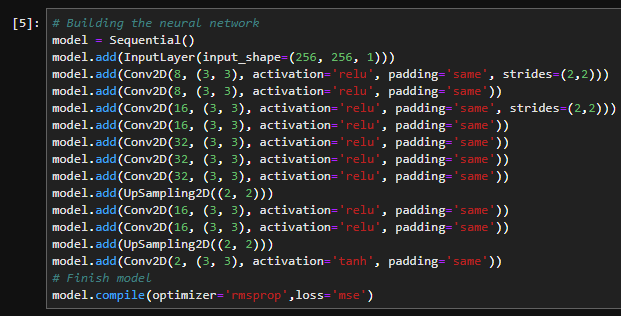 [5]: # Building the neural network
model = Sequential()
model.add(InputLayer(input_shape=(256, 256, 1)))
model.add(Conv2D(8, (3, 3), activation='relu', padding='same', strides=(2,2)))
model.add(Conv2D(8, (3, 3), activation='relu', padding='same'))
model.add(Conv2D(16, (3, 3), activation='relu', padding='same', strides=(2,2)))
model.add(Conv2D(16, (3, 3), activation='relu', padding='same'))
model.add(Conv2D(32, (3, 3), activation='relu', padding='same'))
model.add(Conv2D(32, (3, 3), activation='relu', padding='same'))
model.add(Conv2D(32, (3, 3), activation='relu', padding='same'))
model.add(UpSampling2D((2, 2)))
model.add(Conv2D(16, (3, 3), activation='relu', padding='same'))
model.add(Conv2D(16, (3, 3), activation='relu', padding='same'))
model.add(UpSampling2D((2, 2)))
model.add(Conv2D(2, (3, 3), activation='tanh', padding='same'))
# Finish model
model.compile(optimizer='rmsprop',loss='mse')